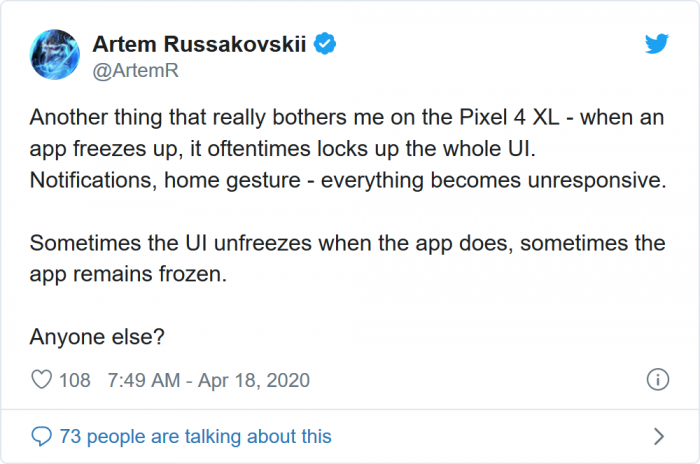 Artem Russakovskii
@ArtemR
Another thing that really bothers me on the Pixel 4 XL - when an
app freezes up, it oftentimes locks up the whole UI.
Notifications, home gesture - everything becomes unresponsive.
Sometimes the UI unfreezes when the app does, sometimes the
app remains frozen.
Anyone else?
108 7:49 AM - Apr 18, 2020
73 people are talking about this